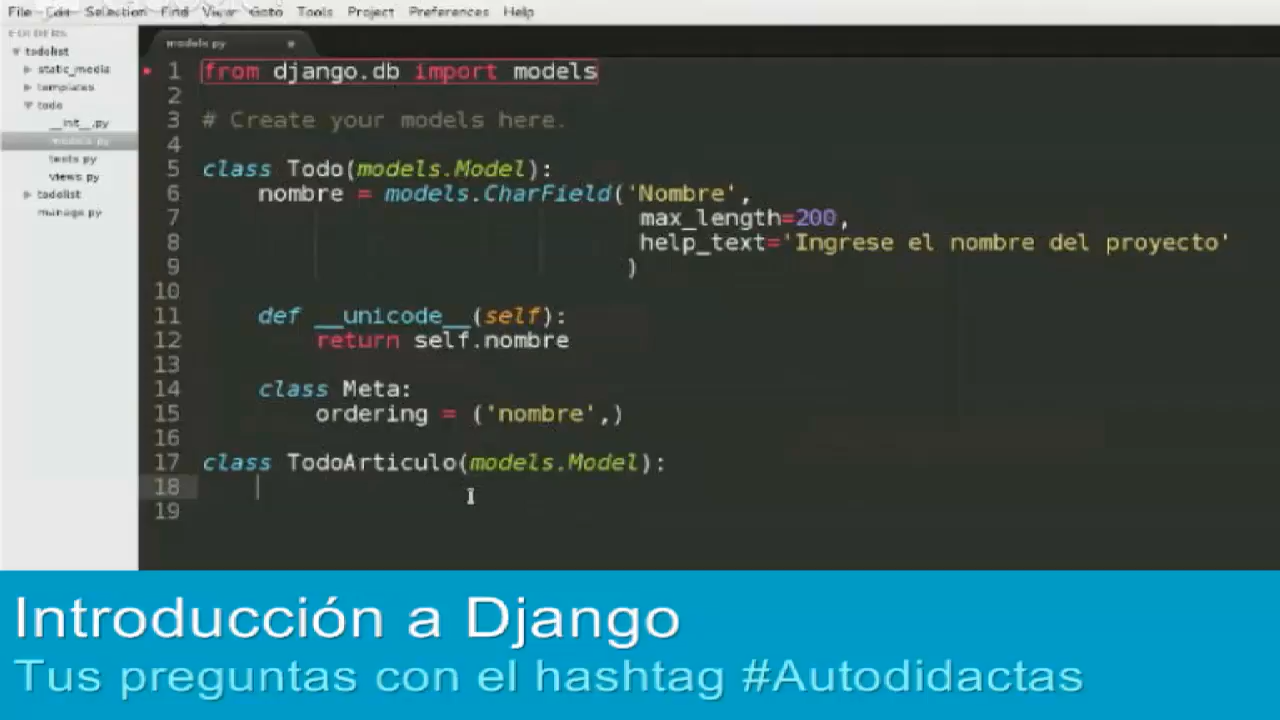 File Edit Selection Find View Goto Tools Project Preferences Help
FOLDERS
todolist
static_media
templates
todo
__init__.py
models.py
tests.py
views.py
todolist
manage.py
models.py
1 from django.db import models
2
3 # Create your models here.
4
5 class Todo(models.Model):
6 nombre = models.CharField('Nombre',
7 max_length=200,
8 help_text='Ingrese el nombre del proyecto'
9 )
10
11 def __unicode__(self):
12 return self.nombre
13
14 class Meta:
15 ordering = ('nombre',)
16
17 class TodoArticulo(models.Model):
18
19
Introducción a Django
Tus preguntas con el hashtag #Autodidactas